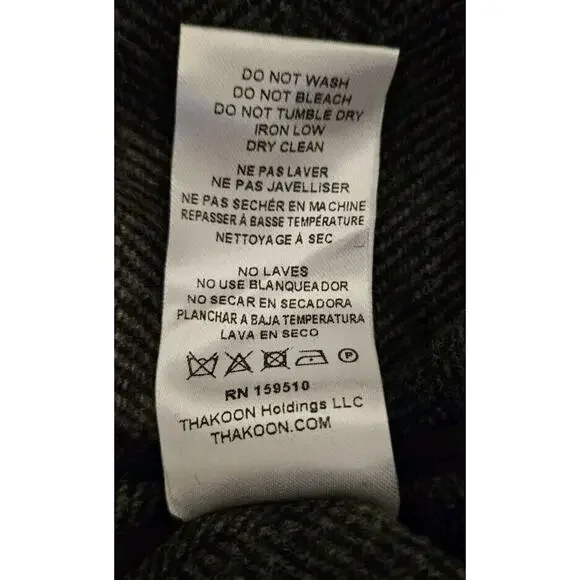 DO NOT WASH
DO NOT BLEACH
DO NOT TUMBLE DRY
IRON LOW
DRY CLEAN
NE PAS LAVER
NE PAS JAVELLISER
NE PAS SECHÉR EN MACHINE
REPASSER À BASSE TEMPÉRATURE
NETTOYAGE À SEC
NO LAVES
NO USE BLANQUEADOR
NO SECAR EN SECADORA
PLANCHAR A BAJA TEMPERATURA
LAVA EN SECO
P
RN 159510
THAKOON Holdings LLC
THAKOON.COM